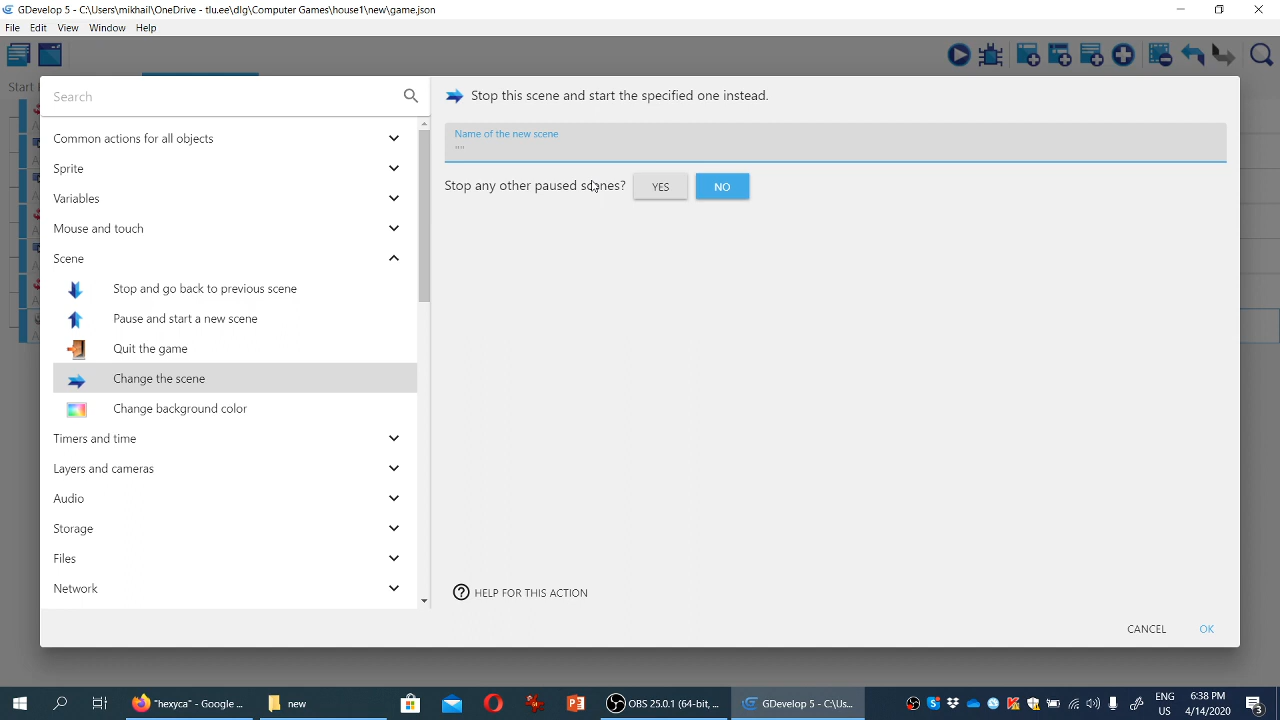 GDevelop 5 - C:\Users\mikhail\OneDrive - tlu.ee\dlg\Computer Games\house1\new\game.json
File Edit View Window Help
Start
Search
Stop this scene and start the specified one instead.
Name of the new scene
""
Common actions for all objects
Sprite
Stop any other paused scenes? YES NO
Variables
Mouse and touch
Scene
Stop and go back to previous scene
Pause and start a new scene
Quit the game
Change the scene
Change background color
Timers and time
Layers and cameras
Audio
Storage
Files
Network
HELP FOR THIS ACTION
CANCEL OK
"hexyca" - Google ...
new
OBS 25.0.1 (64-bit, ...
GDevelop 5 - C:\Us...
ENG
US
6:38 PM
4/14/2020
3